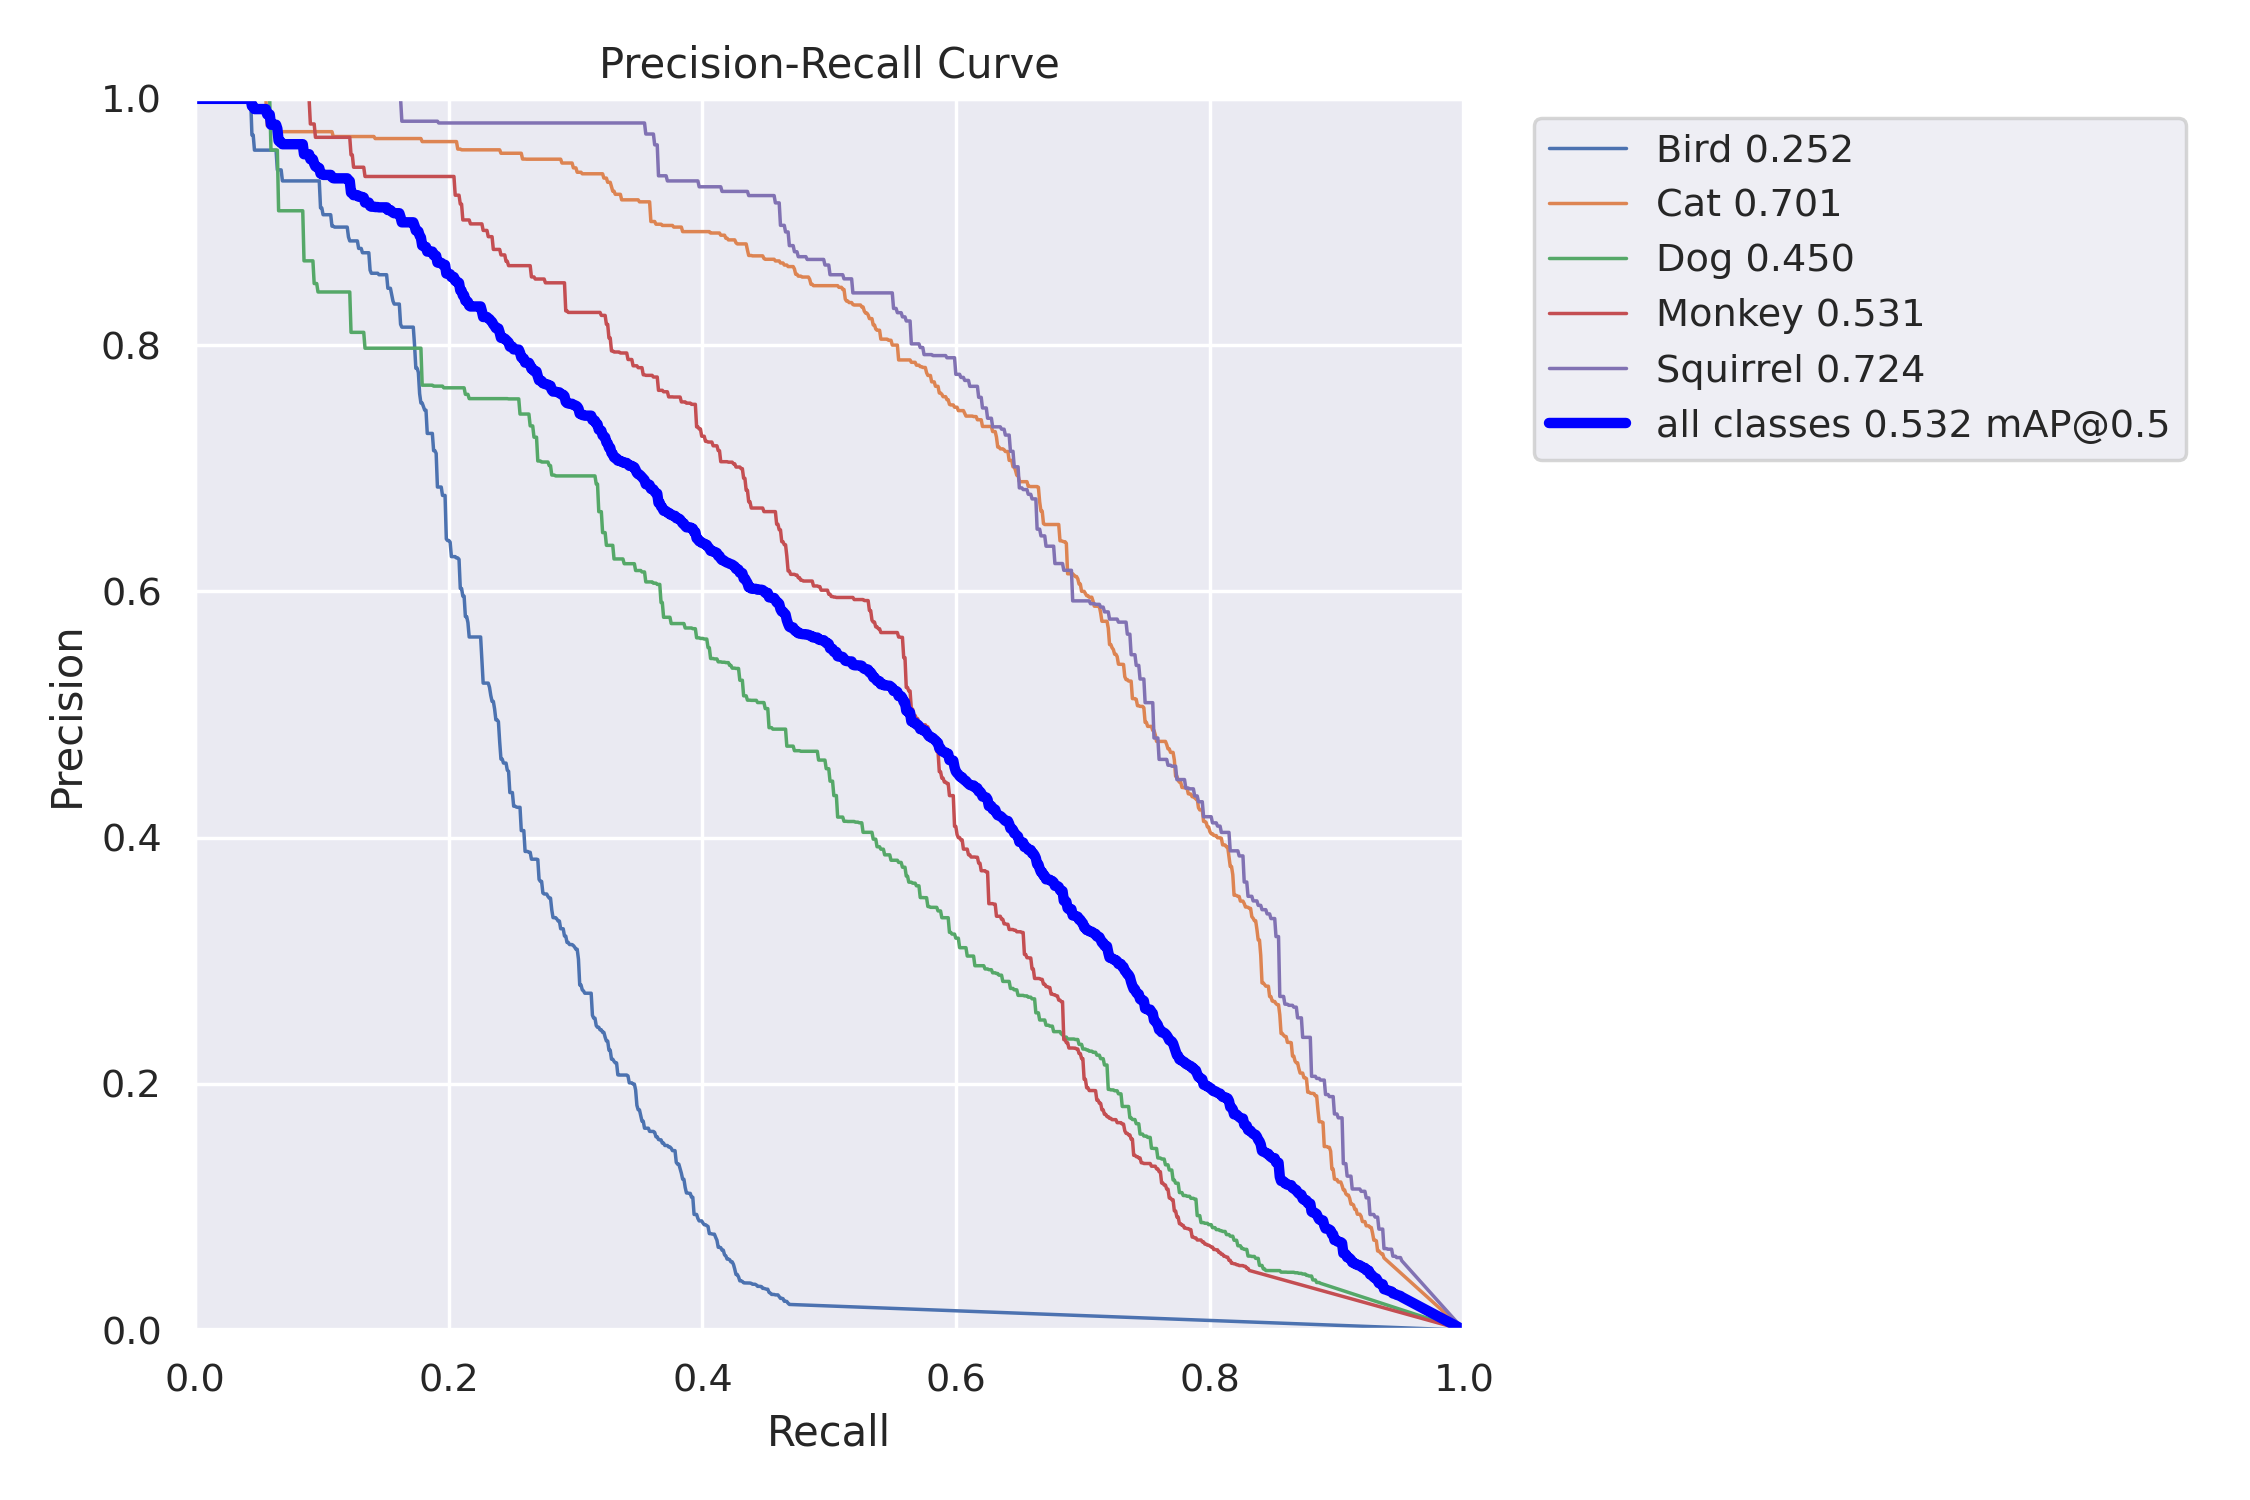 Precision-Recall Curve
1.0
0.8
0.6
0.4
0.2
0.0
Precision
0.0 0.2 0.4 0.6 0.8 1.0
Recall
Bird 0.252
Cat 0.701
Dog 0.450
Monkey 0.531
Squirrel 0.724
all classes 0.532 mAP@0.5